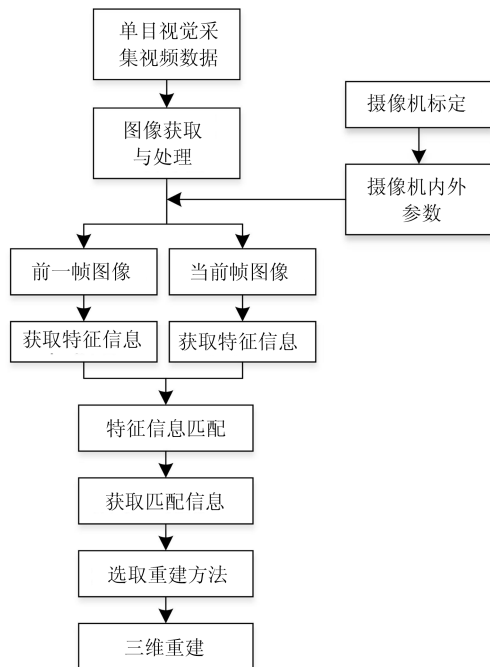 单目视觉采
集视频数据
图像获取
与处理
摄像机标定
摄像机内外
参数
前一帧图像
当前帧图像
获取特征信息
获取特征信息
特征信息匹配
获取匹配信息
选取重建方法
三维重建